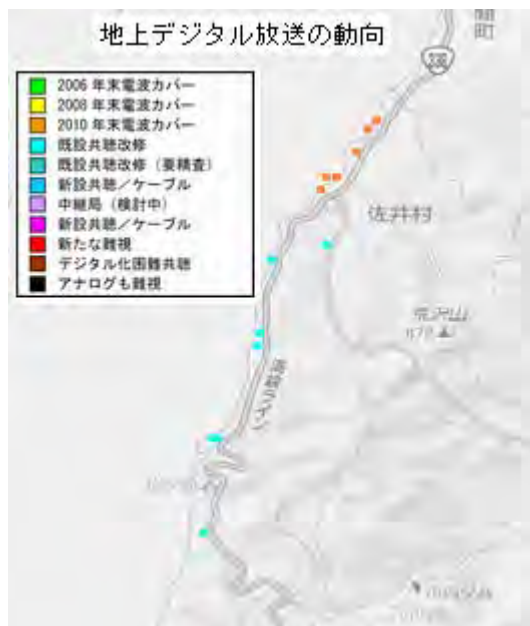 地上デジタル放送の動向
2006 年末電波カバー
2008 年末電波カバー
2010 年末電波カバー
既設共聴改修
既設共聴改修（要精査）
新設共聴／ケーブル
中継局（検討中）
新設共聴／ケーブル
新たな難視
デジタル化困難共聴
アナログも難視
佐井村
海峡ライン